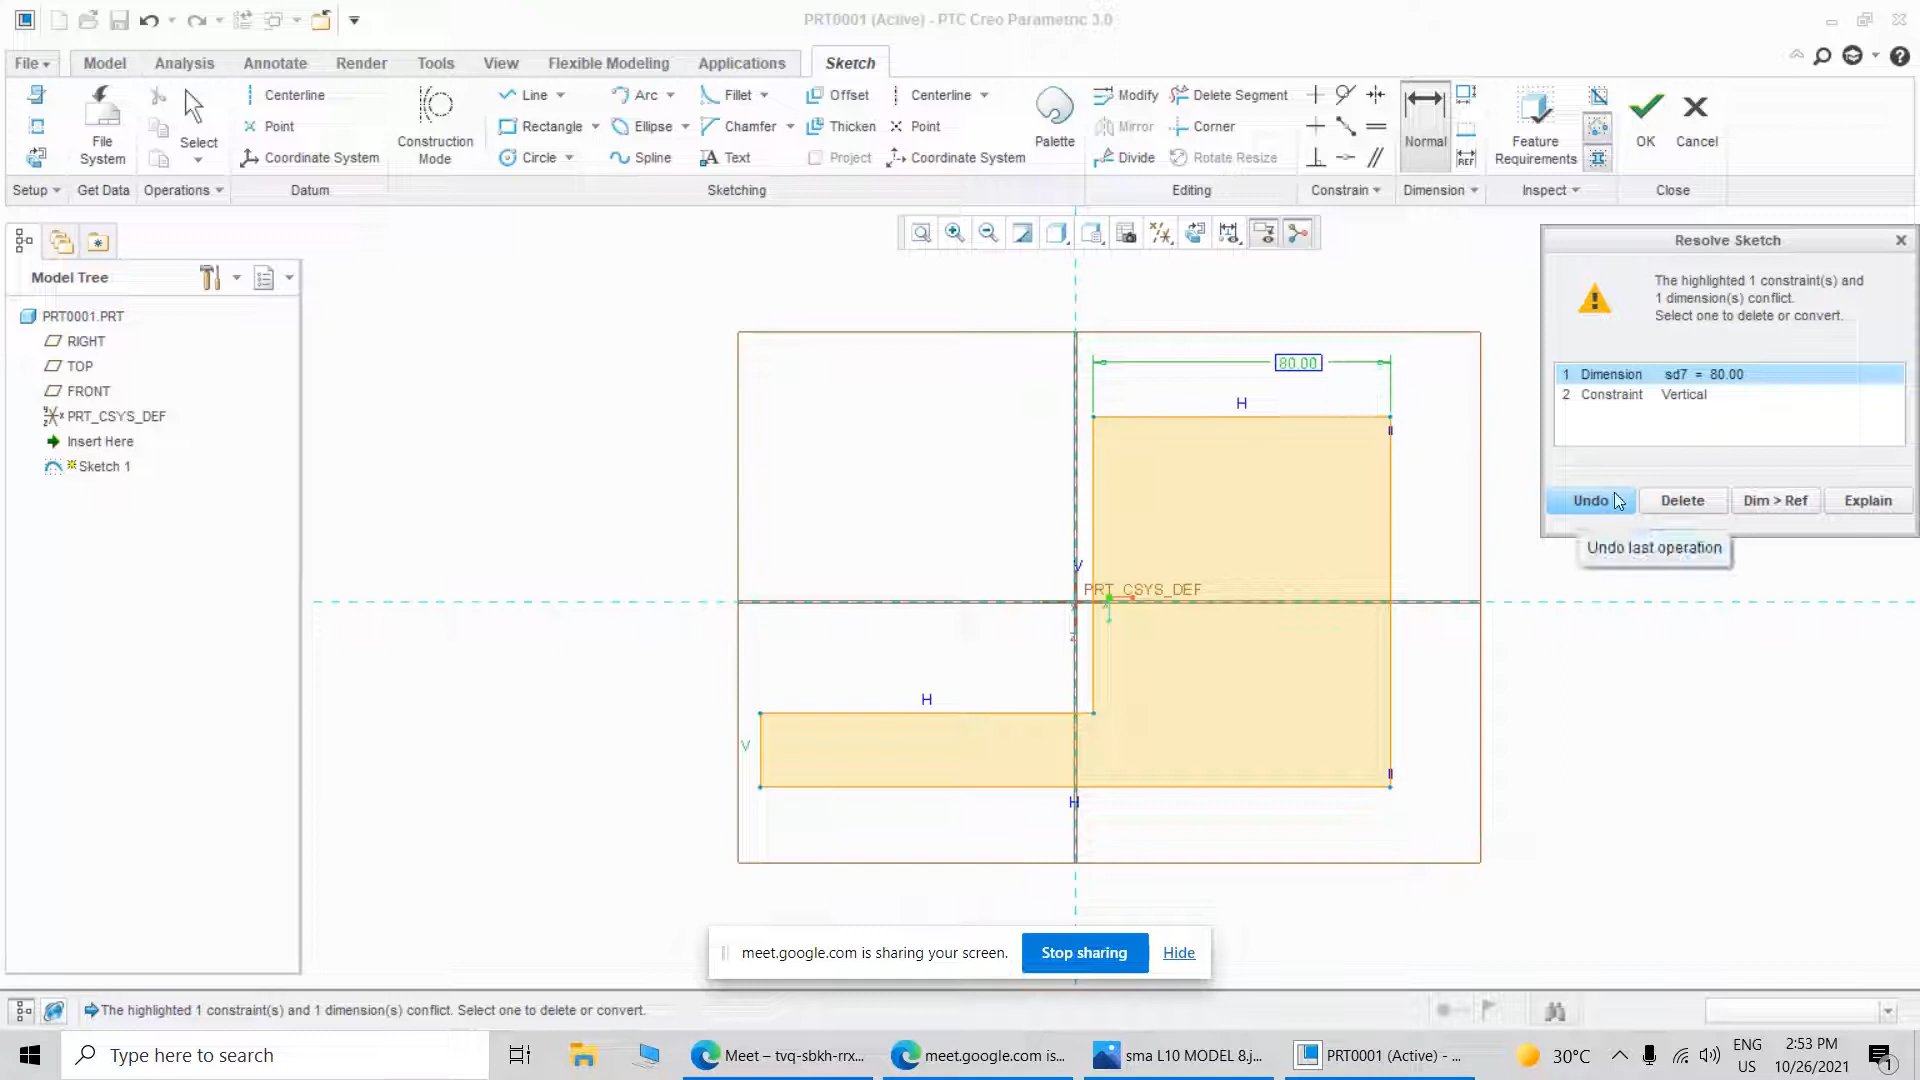 PRT0001 (Active) - PTC Creo Parametric 3.0
File Model Analysis Annotate Render Tools View Flexible Modeling Applications Sketch
Centerline Line Arc Fillet Offset Centerline Modify Delete Segment
Point Rectangle Ellipse Chamfer Thicken Point Mirror Corner
Coordinate System Circle Spline Text Project Coordinate System Divide Rotate Resize
File System
Select
Construction Mode
Palette
Normal
REF
Feature Requirements
OK
Cancel
Setup Get Data Operations Datum Sketching Editing Constrain Dimension Inspect Close
Model Tree
PRT0001.PRT
RIGHT
TOP
FRONT
PRT_CSYS_DEF
Insert Here
Sketch 1
80.00
H
V
PRT_CSYS_DEF
Z
H
V
H
Resolve Sketch
The highlighted 1 constraint(s) and
1 dimension(s) conflict.
Select one to delete or convert.
1 Dimension sd7 = 80.00
2 Constraint Vertical
Undo Delete Dim > Ref Explain
Undo last operation
meet.google.com is sharing your screen. Stop sharing Hide
The highlighted 1 constraint(s) and 1 dimension(s) conflict. Select one to delete or convert.
Type here to search
Meet – tvq-sbkh-rrx...
meet.google.com is...
sma L10 MODEL 8.j...
PRT0001 (Active) - ...
30°C
ENG
US
2:53 PM
10/26/2021
1